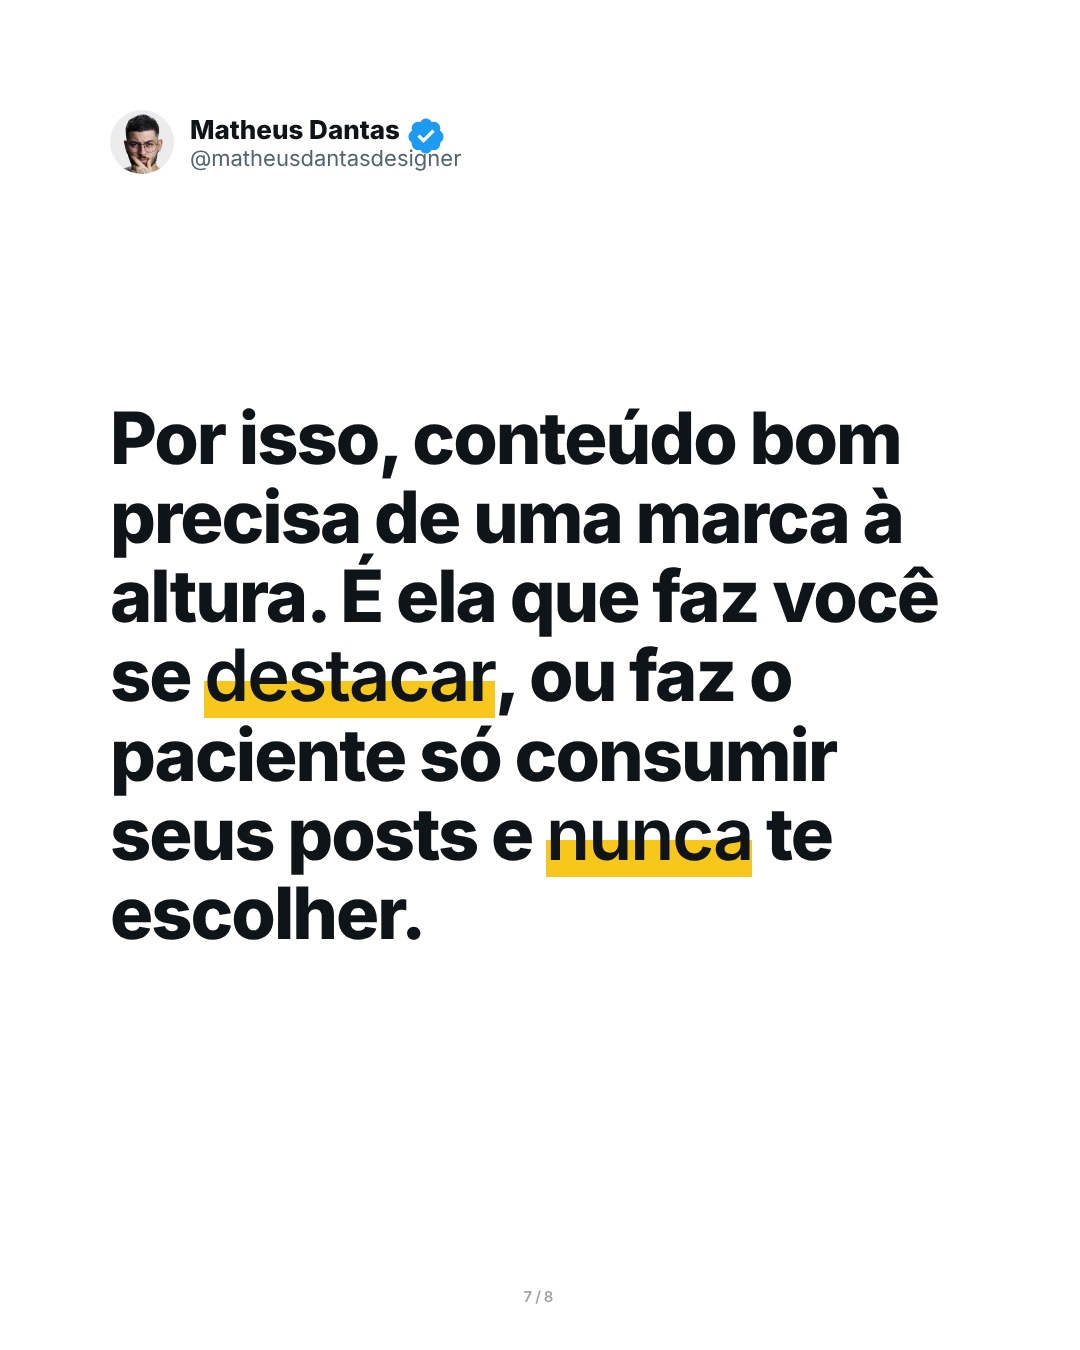 Matheus Dantas
@matheusdantasdesigner
Por isso, conteúdo bom
precisa de uma marca à
altura. É ela que faz você
se destacar, ou faz o
paciente só consumir
seus posts e nunca te
escolher.
7 / 8